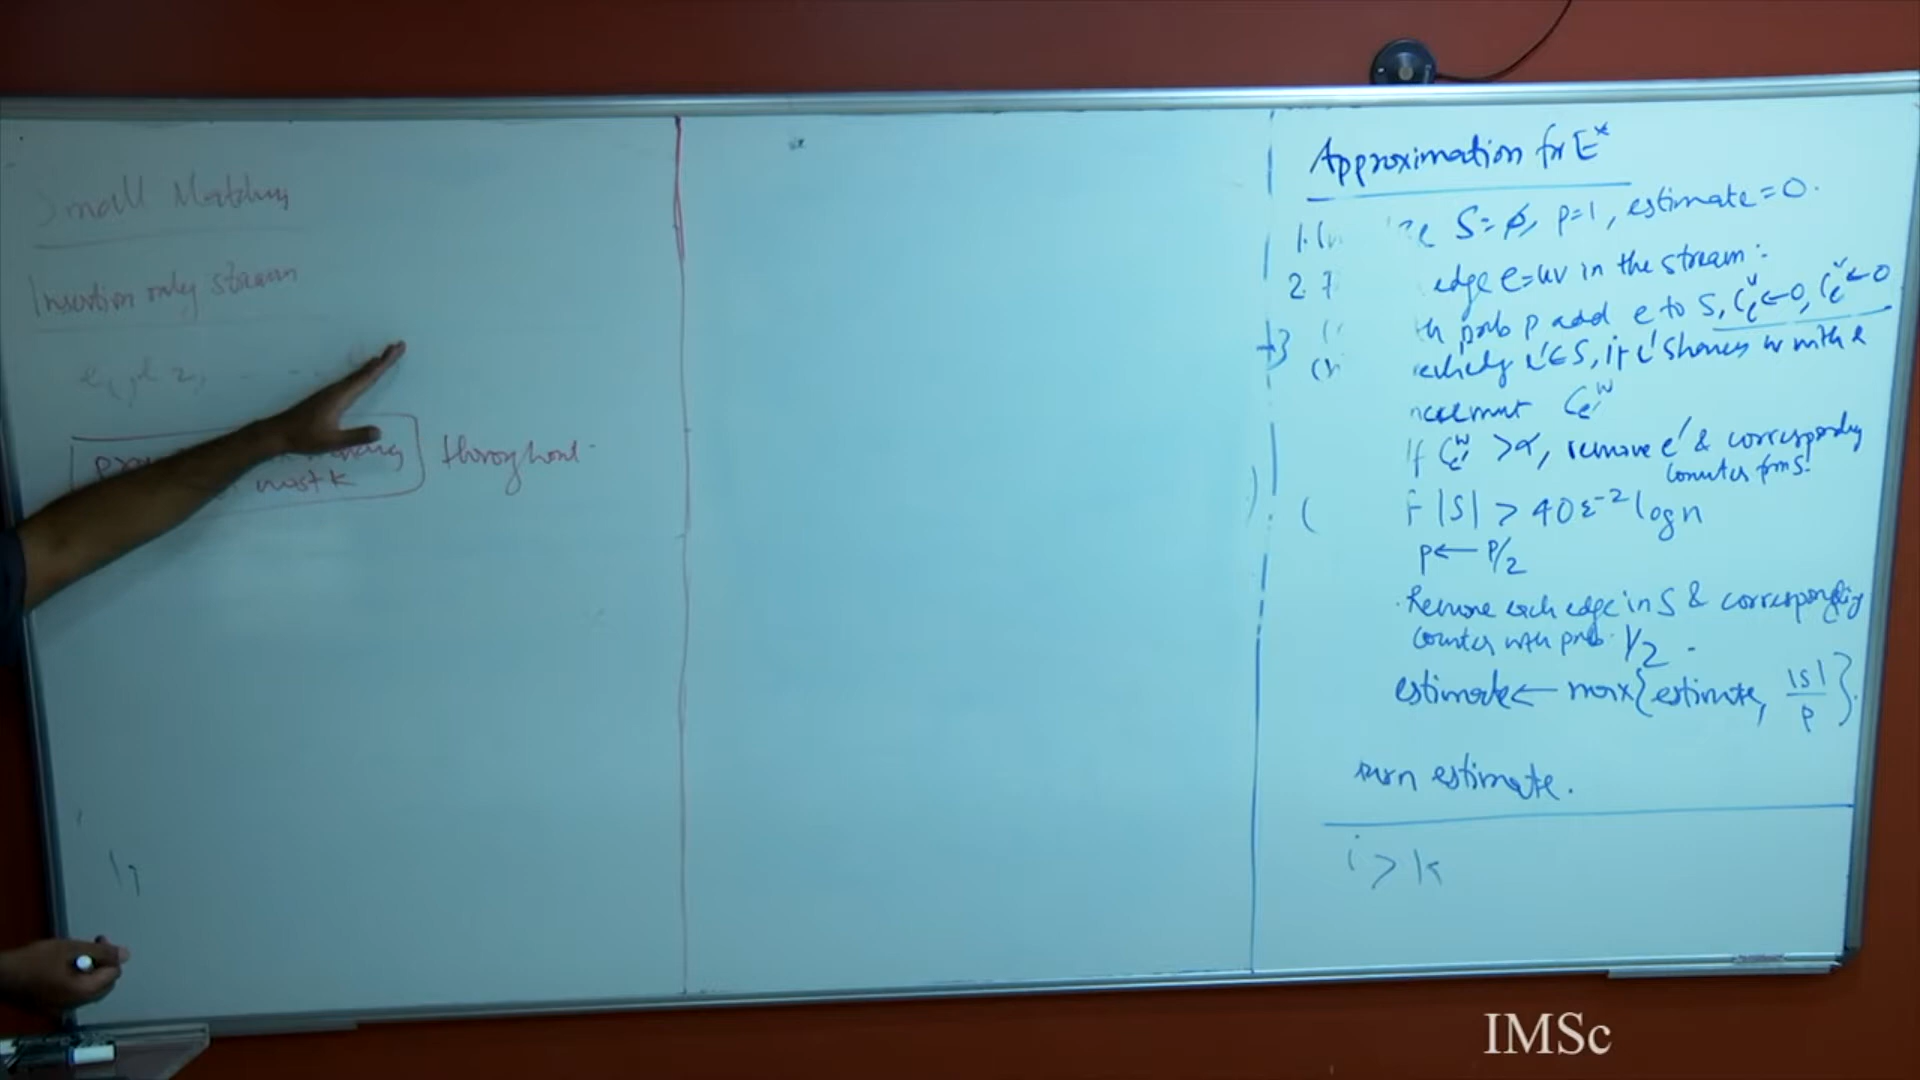 Small Matching
Insertion only stream
e1, e2, - - -
most k throughout.
Approximation for E*
S=φ, p=1, estimate=0.
2. edge e=uv in the stream:
prob p add e to S, C_e^u ←0, C_e^v ←0
e'∈S, if e' shares w with e
C_e'^w
If C_e'^w >α, remove e' & corresponding
counter from S.
|S| > 40ε^-2 log n
p← p/2
Remove each edge in S & corresponding
counter with prob. 1/2.
estimate← max{estimate, |S|/p}.
estimate.
i > k
IMSc